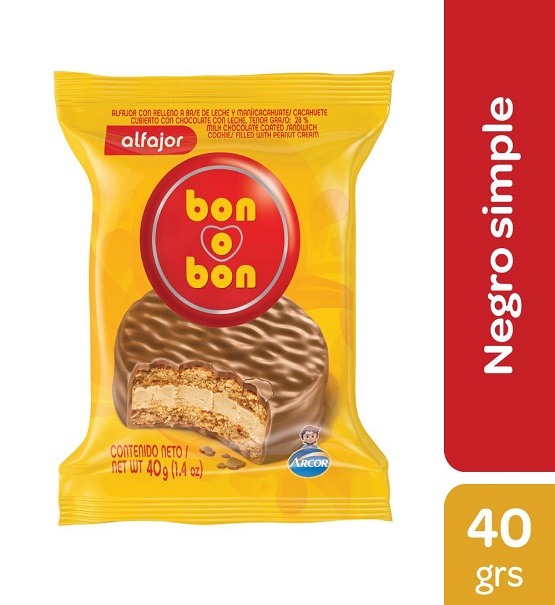 ALFAJOR CON RELLENO A BASE DE LECHE Y MANÍ/CACAHUATE/ CACAHUETE
CUBIERTO CON CHOCOLATE CON LECHE. TENOR GRASO: 28 %
MILK CHOCOLATE COATED SANDWICH
COOKIES FILLED WITH PEANUT CREAM
alfajor
bon
o
bon
CONTENIDO NETO /
NET WT 40g (1.4 oz)
ARCOR
Negro simple
40
grs